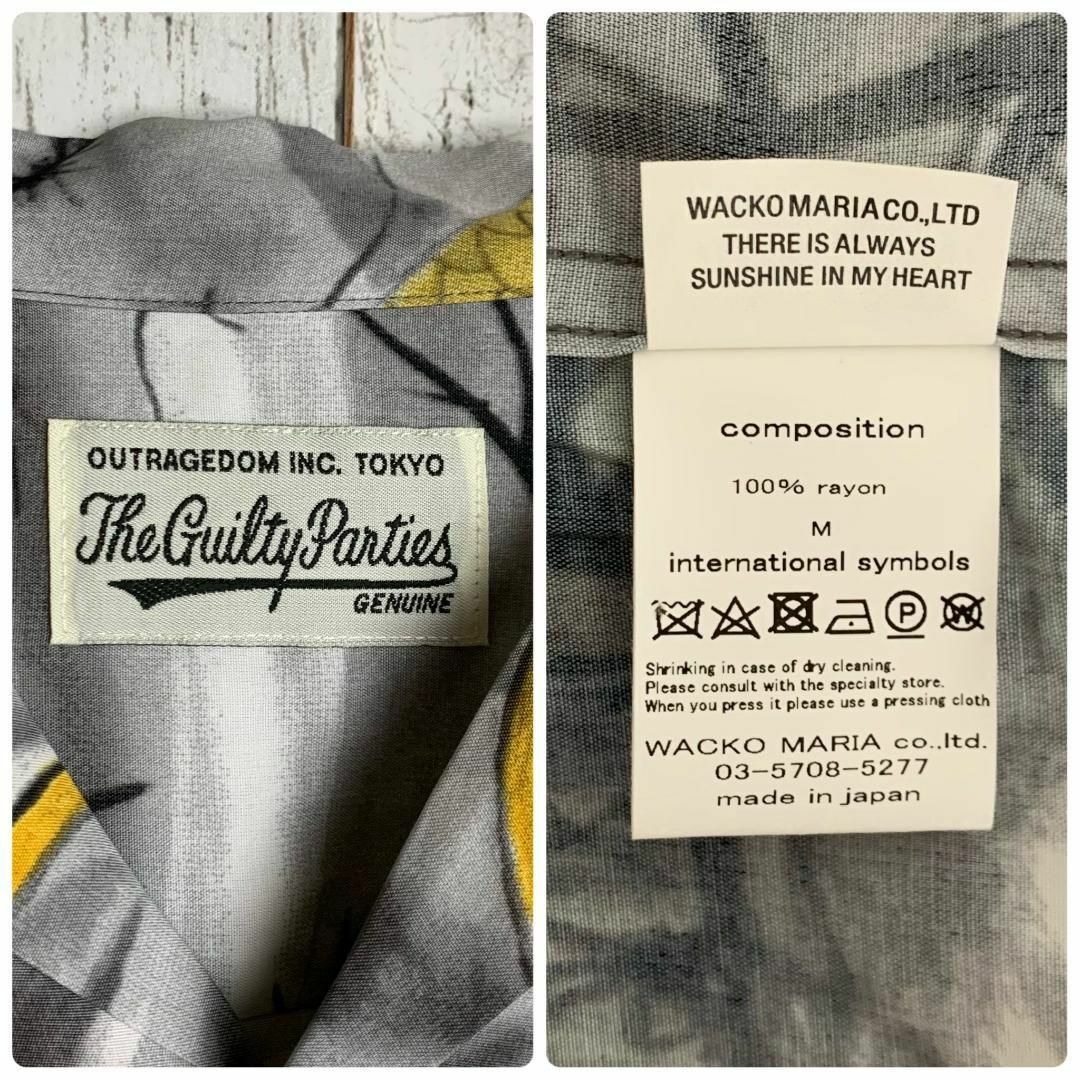 OUTRAGEDOM INC. TOKYO
The Guilty Parties
GENUINE
WACKO MARIA CO.,LTD
THERE IS ALWAYS
SUNSHINE IN MY HEART
composition
100% rayon
M
international symbols
P
W
Shrinking in case of dry cleaning.
Please consult with the specialty store.
When you press it please use a pressing cloth
WACKO MARIA co.,ltd.
03-5708-5277
made in japan